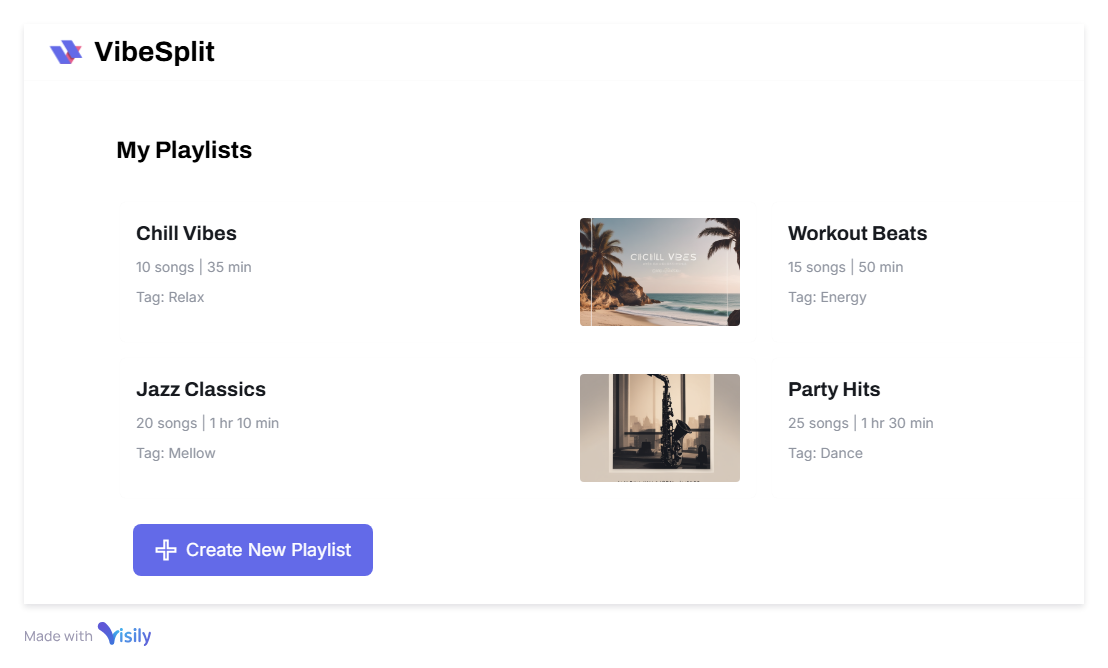 VibeSplit
My Playlists
Chill Vibes
10 songs | 35 min
Tag: Relax
CHCHILL VIBES
Workout Beats
15 songs | 50 min
Tag: Energy
Jazz Classics
20 songs | 1 hr 10 min
Tag: Mellow
Party Hits
25 songs | 1 hr 30 min
Tag: Dance
Create New Playlist
Made with Visily